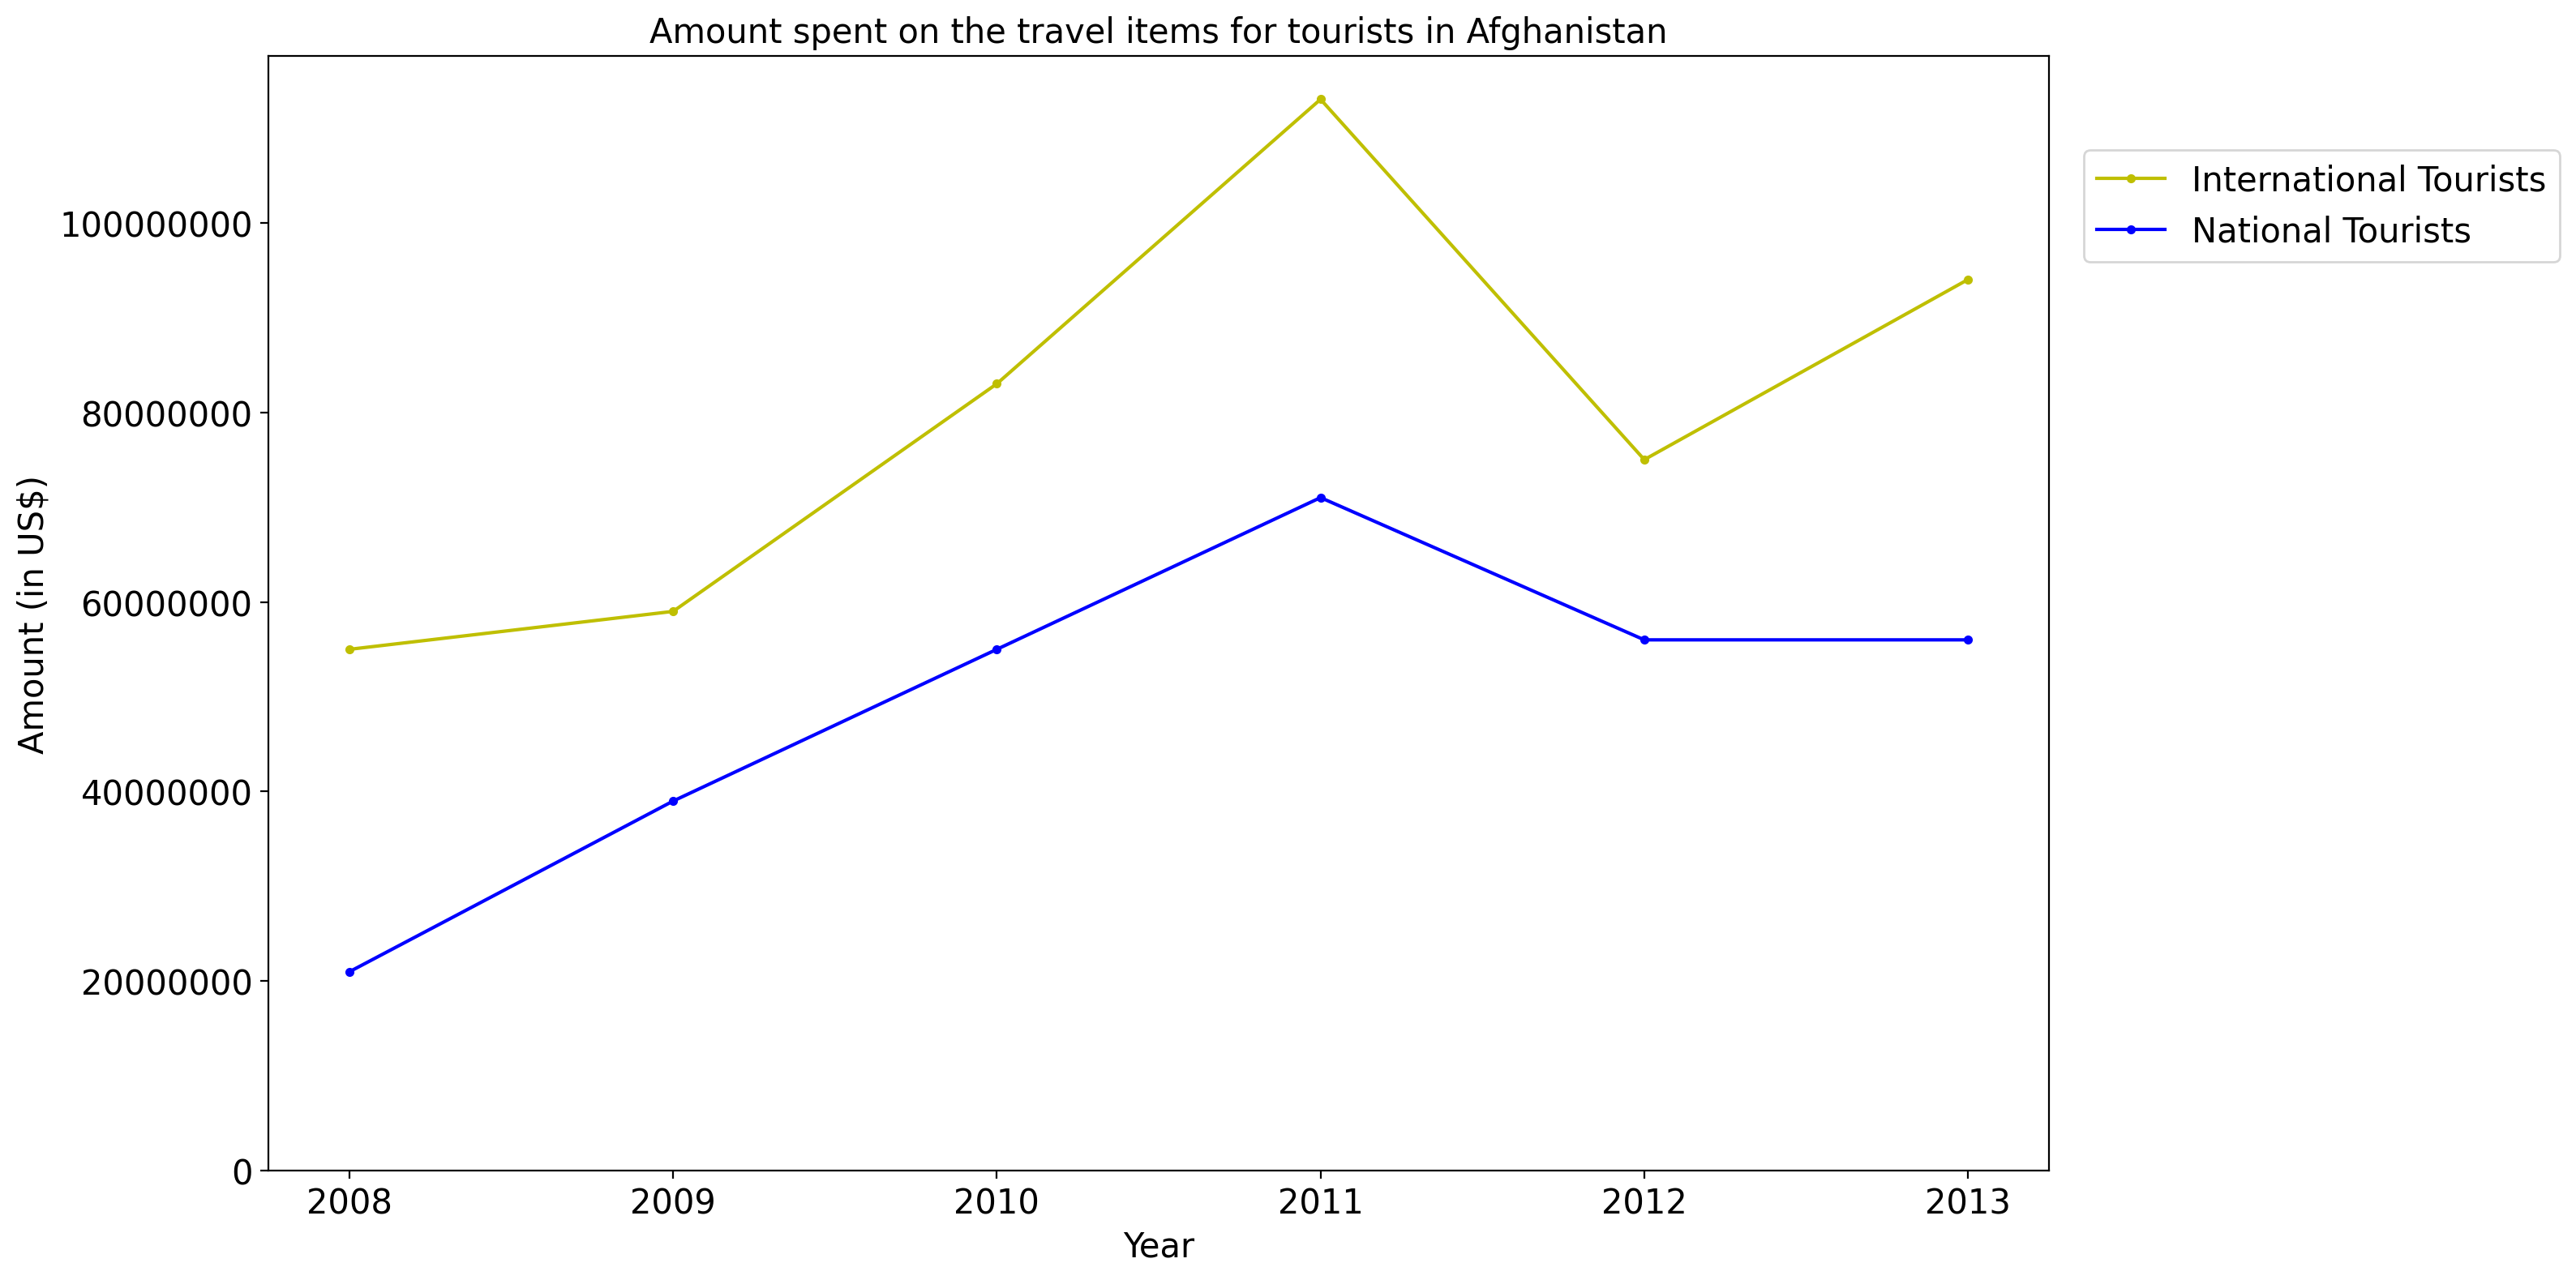 Amount spent on the travel items for tourists in Afghanistan
International Tourists
National Tourists
Amount (in US$)
100000000
80000000
60000000
40000000
20000000
0
2008 2009 2010 2011 2012 2013
Year